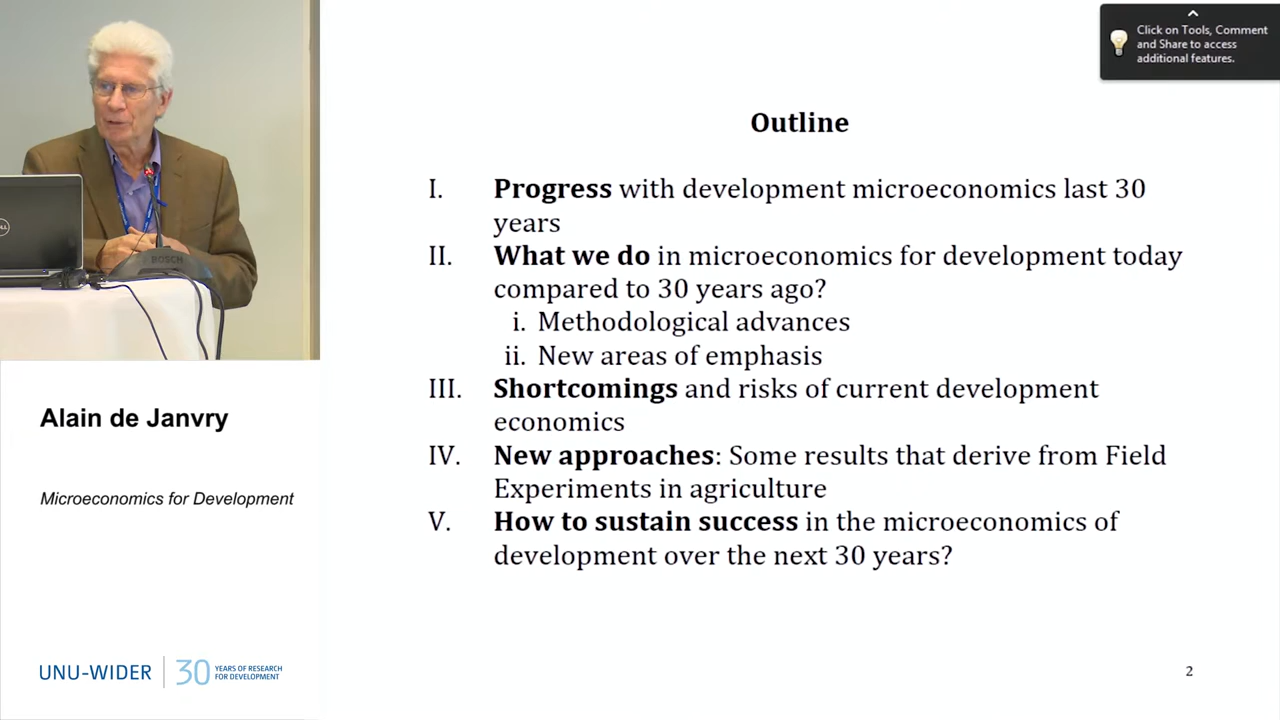 Click on Tools, Comment
and Share to access
additional features.
Outline
I. Progress with development microeconomics last 30
years
II. What we do in microeconomics for development today
compared to 30 years ago?
i. Methodological advances
ii. New areas of emphasis
III. Shortcomings and risks of current development
economics
IV. New approaches: Some results that derive from Field
Experiments in agriculture
V. How to sustain success in the microeconomics of
development over the next 30 years?
2
DELL
BOSCH
Alain de Janvry
Microeconomics for Development
UNU-WIDER
30 YEARS OF RESEARCH
FOR DEVELOPMENT